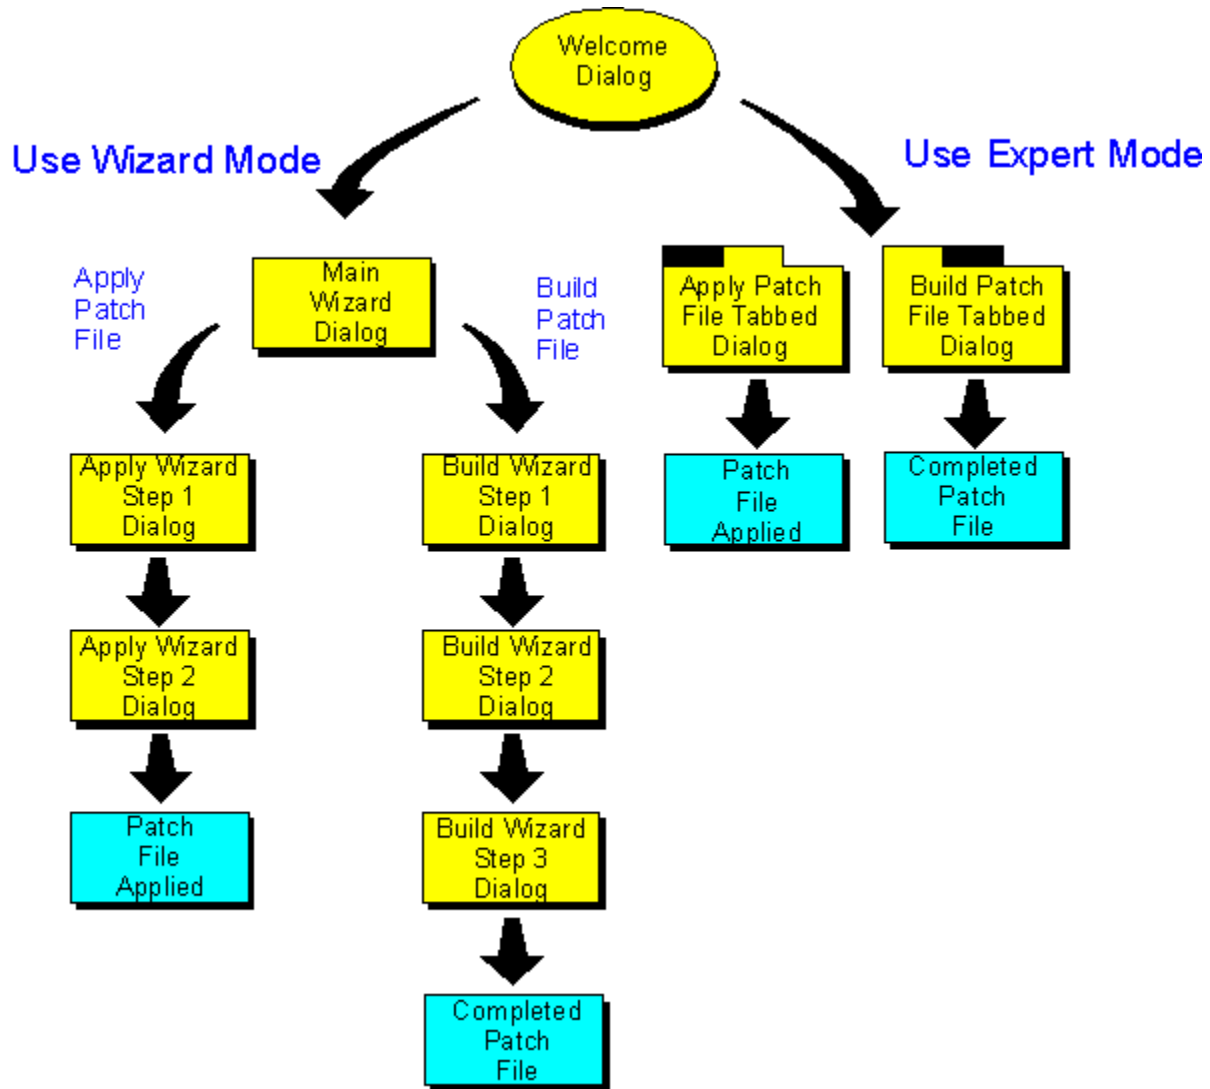 Welcome
Dialog
Use Wizard Mode
Use Expert Mode
Apply
Patch
File
Main
Wizard
Dialog
Build
Patch
File
Apply Patch
File Tabbed
Dialog
Build Patch
File Tabbed
Dialog
Apply Wizard
Step 1
Dialog
Build Wizard
Step 1
Dialog
Patch
File
Applied
Completed
Patch
File
Apply Wizard
Step 2
Dialog
Build Wizard
Step 2
Dialog
Patch
File
Applied
Build Wizard
Step 3
Dialog
Completed
Patch
File